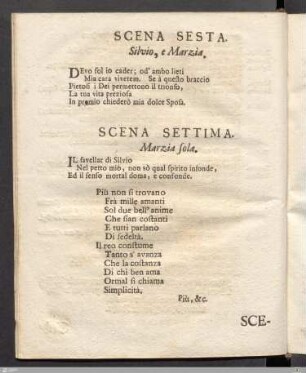 SCENA SESTA.
Silvio, e Marzia.
DEvo sol io cader; od' ambo lieti
Mia cara vivrem. Se à questo braccio
Pietosi i Dei permettono il trionfo,
La tua vita preziosa
In premio chiederò mia dolce Sposa.
SCENA SETTIMA.
Marzia sola.
IL favellar di Silvio
Nel petto mio, non sò qual spirito infonde,
Ed il senso mortal doma, e confonde.
Più non si trovano
Frà mille amanti
Sol due bell' anime
Che sian costanti
E tutti parlano
Di fedeltà,
Il reo constume
Tanto s' avanza
Che la costanza
Di chi ben ama
Ormai si chiama
Simplicità,
Più, &c.
SCE-